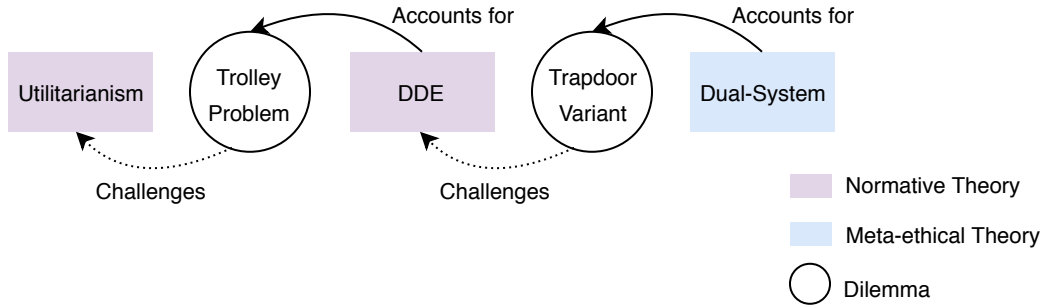 Accounts for
Accounts for
Utilitarianism
Trolley
Problem
DDE
Trapdoor
Variant
Dual-System
Challenges
Challenges
Normative Theory
Meta-ethical Theory
Dilemma